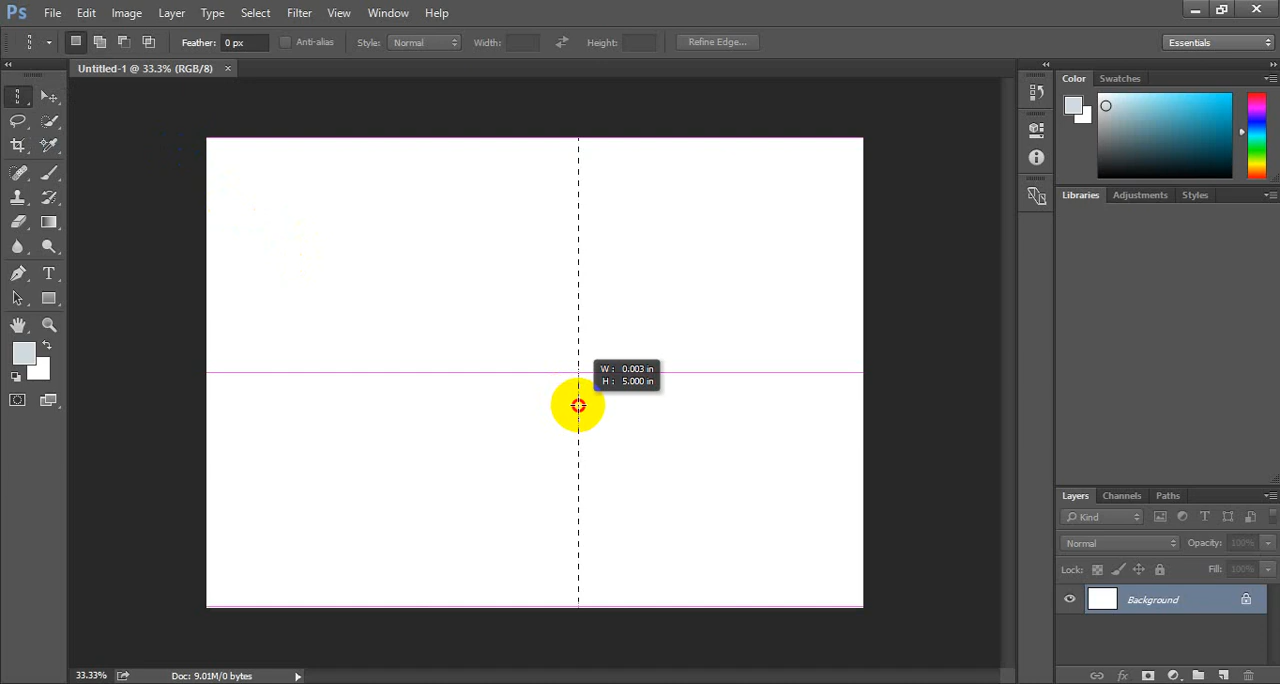 Ps File Edit Image Layer Type Select Filter View Window Help
Feather: 0 px Anti-alias Style: Normal Width: Height: Refine Edge... Essentials
Untitled-1 @ 33.3% (RGB/8) ×
Color Swatches
Libraries Adjustments Styles
W: 0.003 in
H: 5.000 in
Layers Channels Paths
Kind
Normal Opacity: 100%
Lock: Fill: 100%
Background
33.33% Doc: 9.01M/0 bytes